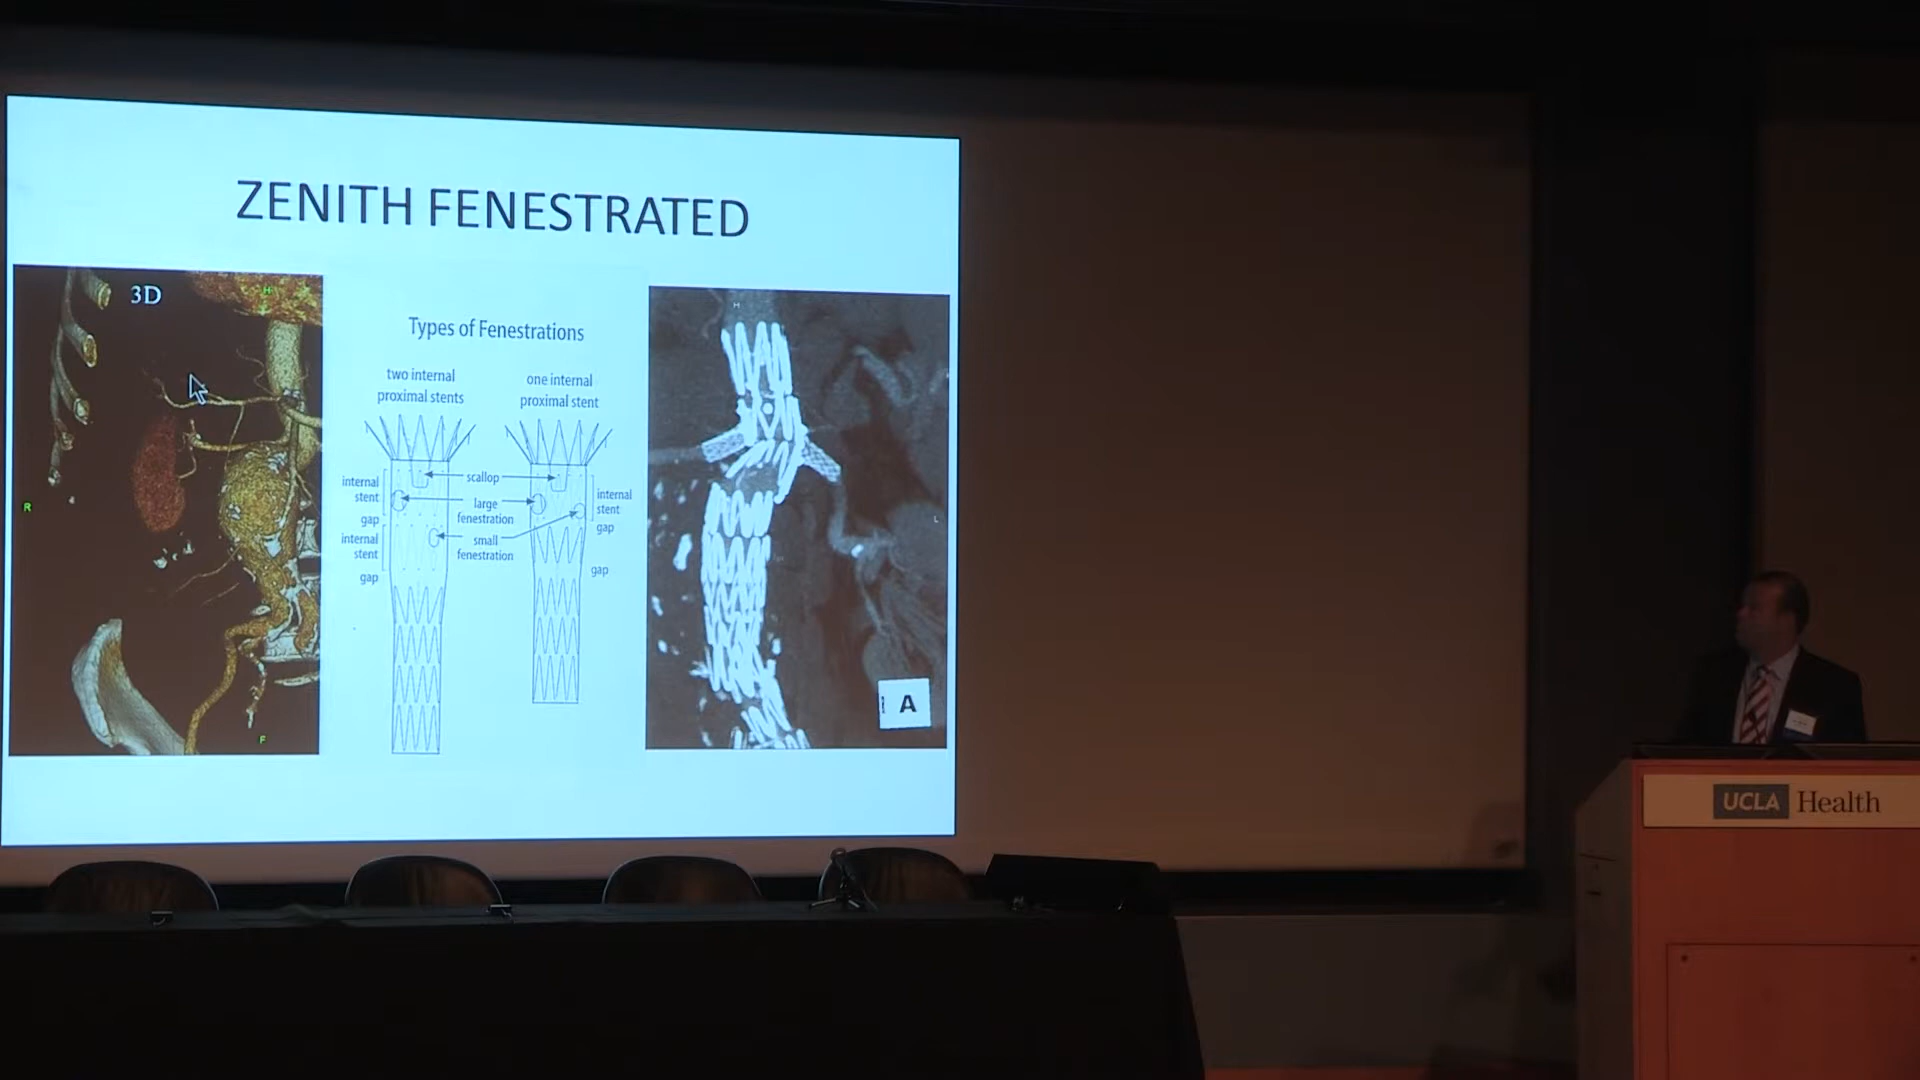 ZENITH FENESTRATED
3D
H
R
F
Types of Fenestrations
two internal
proximal stents
one internal
proximal stent
internal
stent
gap
internal
stent
gap
scallop
large
fenestration
small
fenestration
internal
stent
gap
gap
H
L
A
UCLA Health